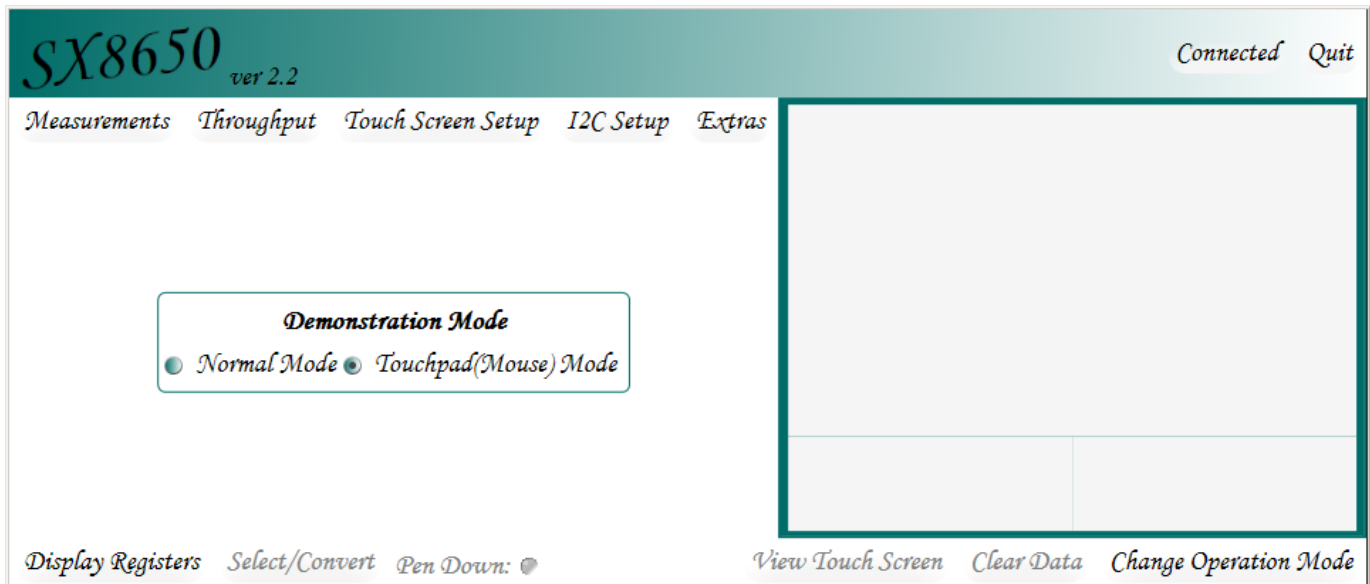 SX8650 ver 2.2
Connected Quit
Measurements Throughput Touch Screen Setup I2C Setup Extras
Demonstration Mode
Normal Mode Touchpad(Mouse) Mode
Display Registers Select/Convert Pen Down: View Touch Screen Clear Data Change Operation Mode